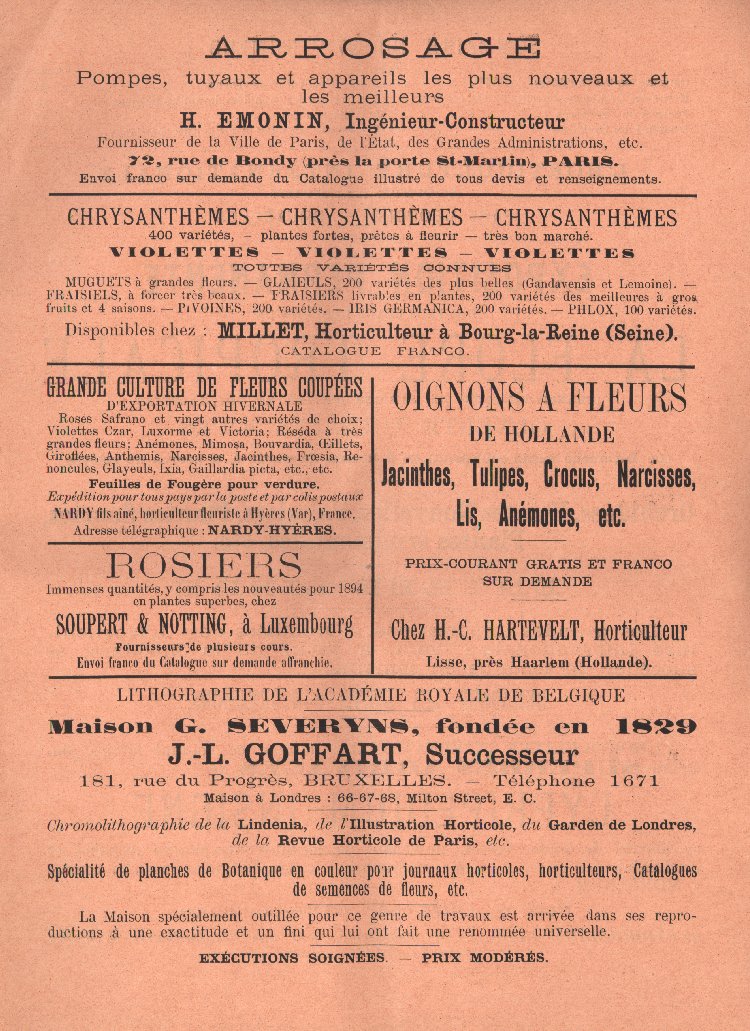 ARROSAGE
Pompes, tuyaux et appareils les plus nouveaux et
les meilleurs
H. EMONIN, Ingénieur-Constructeur
Fournisseur de la Ville de Paris, de l'État, des Grandes Administrations, etc.
72, rue de Bondy (près la porte St-Martin), PARIS.
Envoi franco sur demande du Catalogue illustré de tous devis et renseignements.
CHRYSANTHÈMES — CHRYSANTHÈMES — CHRYSANTHÈMES
400 variétés, – plantes fortes, prêtes à fleurir — très bon marché.
VIOLETTES — VIOLETTES — VIOLETTES
TOUTES VARIÉTÉS CONNUES
MUGUETS à grandes fleurs. — GLAIEULS, 200 variétés des plus belles (Gandavensis et Lemoine). —
FRAISIELS, à forcer très beaux. — FRAISIERS livrables en plantes, 200 variétés des meilleures à gros
fruits et 4 saisons. — PIVOINES, 200 variétés. — IRIS GERMANICA, 200 variétés. — PHLOX, 100 variétés.
Disponibles chez : MILLET, Horticulteur à Bourg-la-Reine (Seine).
CATALOGUE FRANCO.
GRANDE CULTURE DE FLEURS COUPÉES
D'EXPORTATION HIVERNALE
Roses Safrano et vingt autres variétés de choix;
Violettes Czar, Luxorme et Victoria; Réséda à très
grandes fleurs; Anémones, Mimosa, Bouvardia, Œillets,
Giroflées, Anthemis, Narcisses, Jacinthes, Frœsia, Re-
noncules, Glayeuls, Ixia, Gaillardia picta, etc., etc.
Feuilles de Fougère pour verdure.
Expédition pour tous pays par la poste et par colis postaux
NARDY fils aîné, horticulteur fleuriste à Hyères (Var), France.
Adresse télégraphique : NARDY-HYÈRES.
ROSIERS
Immenses quantités, y compris les nouveautés pour 1894
en plantes superbes, chez
SOUPERT & NOTTING, à Luxembourg
Fournisseurs de plusieurs cours.
Envoi franco du Catalogue sur demande affranchie.
OIGNONS A FLEURS
DE HOLLANDE
Jacinthes, Tulipes, Crocus, Narcisses,
Lis, Anémones, etc.
PRIX-COURANT GRATIS ET FRANCO
SUR DEMANDE
Chez H.-C. HARTEVELT, Horticulteur
Lisse, près Haarlem (Hollande).
LITHOGRAPHIE DE L'ACADÉMIE ROYALE DE BELGIQUE
Maison G. SEVERYNS, fondée en 1829
J.-L. GOFFART, Successeur
181, rue du Progrès, BRUXELLES. — Téléphone 1671
Maison à Londres : 66-67-68, Milton Street, E. C.
Chromolithographie de la Lindenia, de l'Illustration Horticole, du Garden de Londres,
de la Revue Horticole de Paris, etc.
Spécialité de planches de Botanique en couleur pour journaux horticoles, horticulteurs, Catalogues
de semences de fleurs, etc.
La Maison spécialement outillée pour ce genre de travaux est arrivée dans ses repro-
ductions à une exactitude et un fini qui lui ont fait une renommée universelle.
EXÉCUTIONS SOIGNÉES. — PRIX MODÉRÉS.